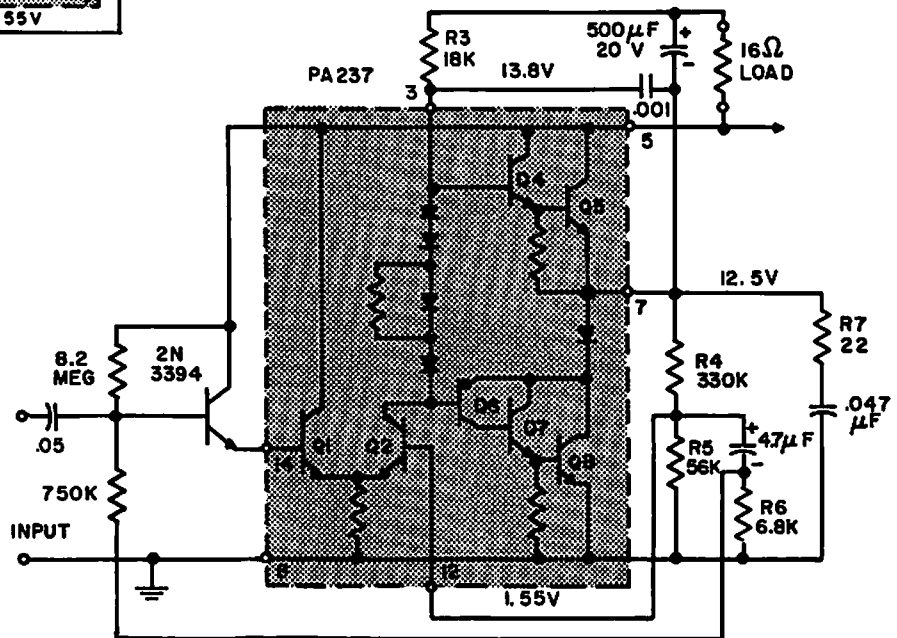 55V
R3
18K
500µF
20 V
+
-
16Ω
LOAD
13.8V
PA237
3
.001
5
Q4
Q5
7
12.5V
8.2
MEG
2N
3394
R4
330K
R7
22
.05
Q6
Q7
.047
µF
14
Q1
Q2
Q8
R5
56K
+
47µF
-
750K
R6
6.8K
INPUT
12
1.55V